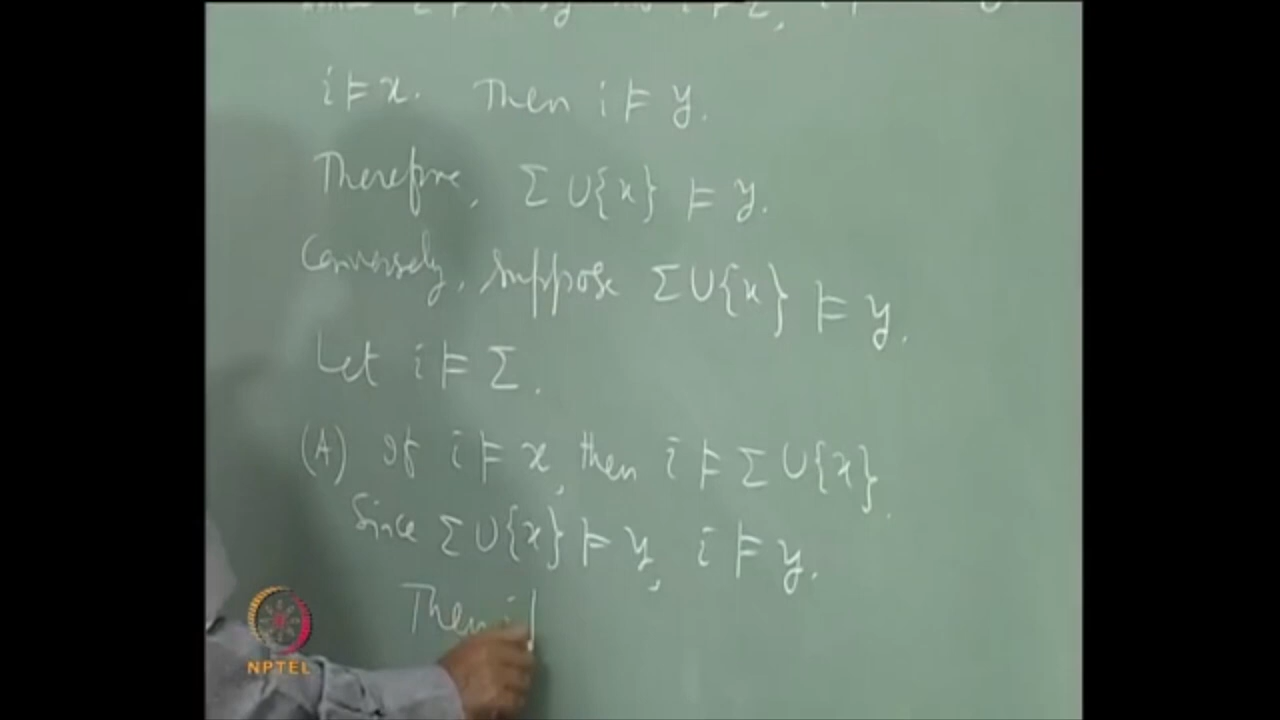 i ⊨ x. Then i ⊨ y.
Therefore, Σ ∪ {x} ⊨ y.
Conversely, suppose Σ ∪ {x} ⊨ y.
Let i ⊨ Σ.
(A) If i ⊨ x, then i ⊨ Σ ∪ {x}.
Since Σ ∪ {x} ⊨ y, i ⊨ y.
Then i
NPTEL